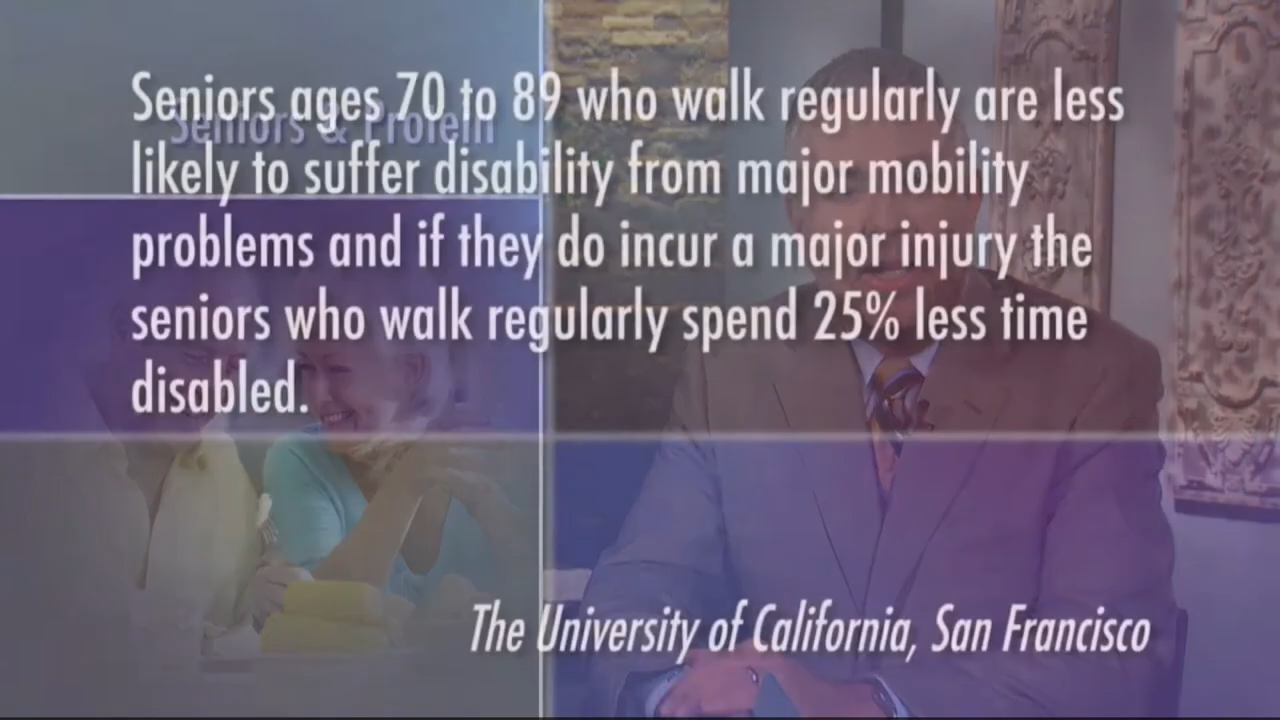 Seniors ages 70 to 89 who walk regularly are less
likely to suffer disability from major mobility
problems and if they do incur a major injury the
seniors who walk regularly spend 25% less time
disabled.
Seniors & Protein
The University of California, San Francisco